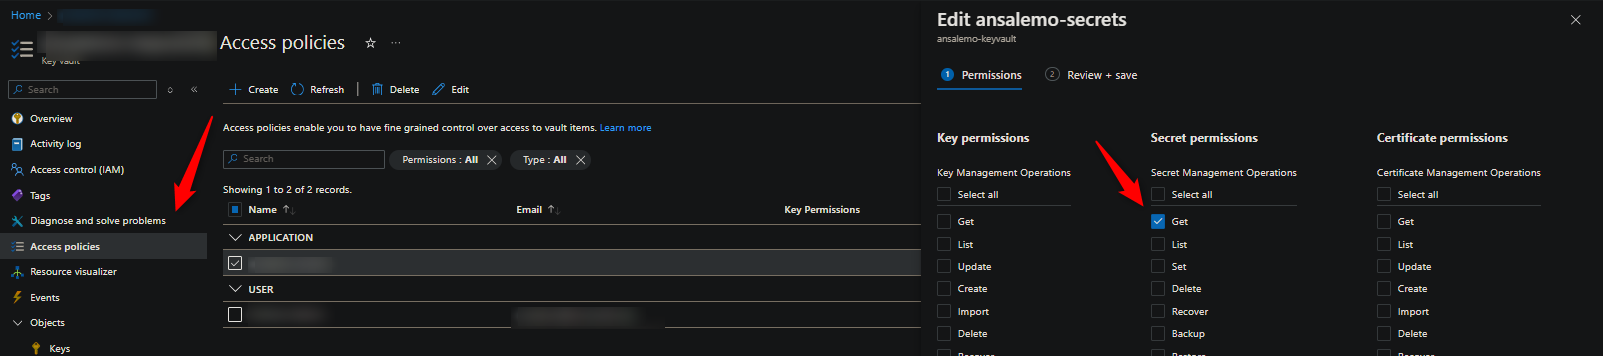 Home
Key vault
Search
Overview
Activity log
Access control (IAM)
Tags
Diagnose and solve problems
Access policies
Resource visualizer
Events
Objects
Keys
Access policies
Create
Refresh
Delete
Edit
Access policies enable you to have fine grained control over access to vault items. Learn more
Search
Permissions : All
Type : All
Showing 1 to 2 of 2 records.
Name
Email
Key Permissions
APPLICATION
USER
Edit ansalemo-secrets
ansalemo-keyvault
1 Permissions
2 Review + save
Key permissions
Key Management Operations
Select all
Get
List
Update
Create
Import
Delete
Recover
Secret permissions
Secret Management Operations
Select all
Get
List
Set
Delete
Recover
Backup
Restore
Certificate permissions
Certificate Management Operations
Select all
Get
List
Update
Create
Import
Delete
Recover